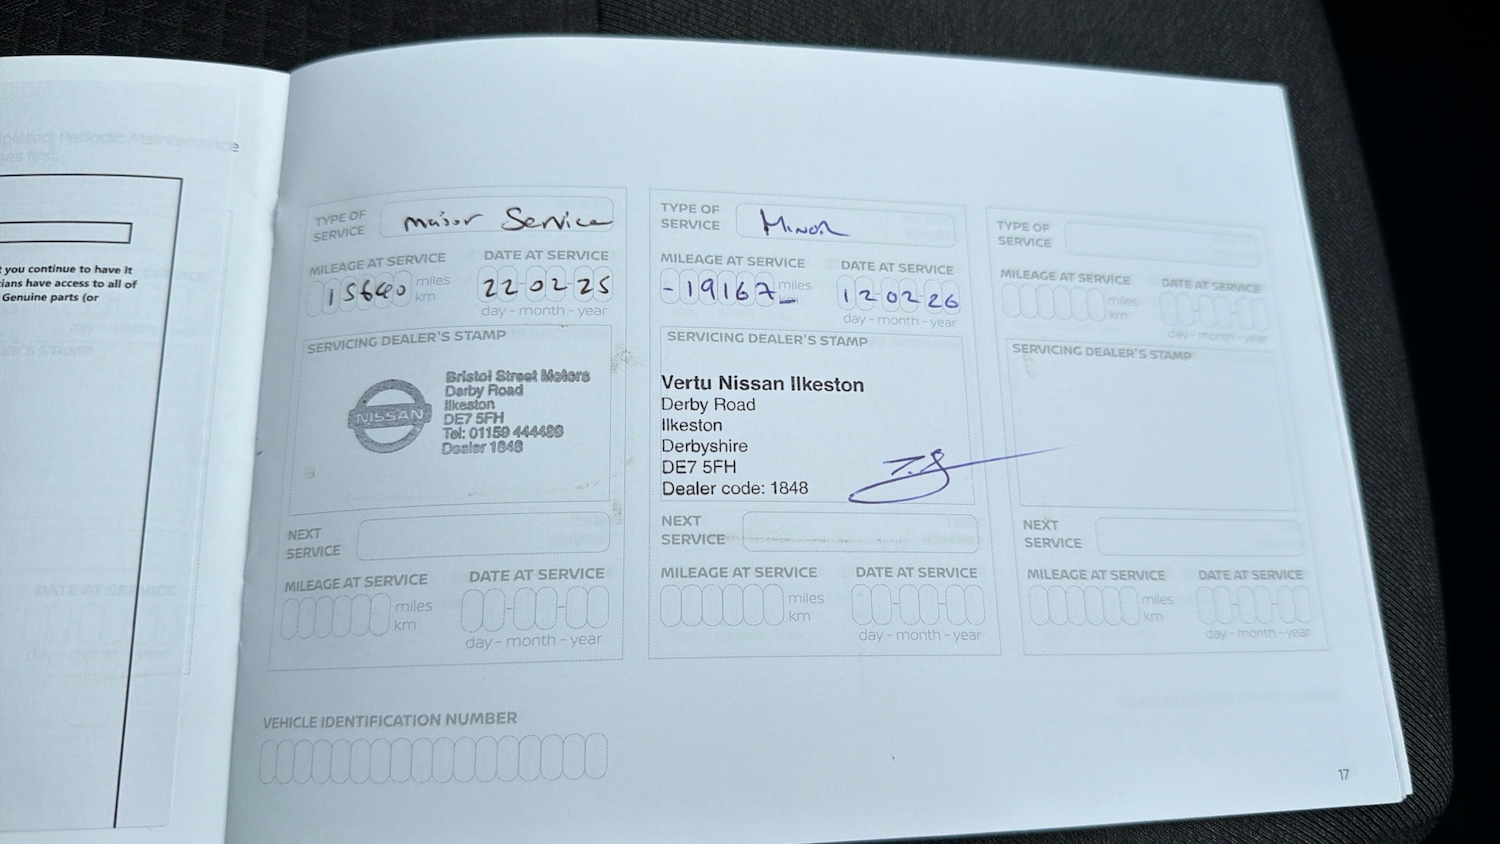 pleted Periodic Maintenance
ges first.
t you continue to have it
ians have access to all of
Genuine parts (or
TYPE OF SERVICE Major Service
MILEAGE AT SERVICE DATE AT SERVICE
15640 miles km 22-02-25
day - month - year
SERVICING DEALER'S STAMP
NISSAN
Bristol Street Motors
Derby Road
Ilkeston
DE7 5FH
Tel: 01159 444488
Dealer 1848
NEXT SERVICE
MILEAGE AT SERVICE DATE AT SERVICE
miles km
day - month - year
TYPE OF SERVICE Minor
MILEAGE AT SERVICE DATE AT SERVICE
-19167- miles 12 02 26
day - month - year
SERVICING DEALER'S STAMP
Vertu Nissan Ilkeston
Derby Road
Ilkeston
Derbyshire
DE7 5FH
Dealer code: 1848
NEXT SERVICE
MILEAGE AT SERVICE DATE AT SERVICE
miles km
day - month - year
TYPE OF SERVICE
MILEAGE AT SERVICE DATE AT SERVICE
miles km
day - month - year
SERVICING DEALER'S STAMP
NEXT SERVICE
MILEAGE AT SERVICE DATE AT SERVICE
miles km
day - month - year
VEHICLE IDENTIFICATION NUMBER
17